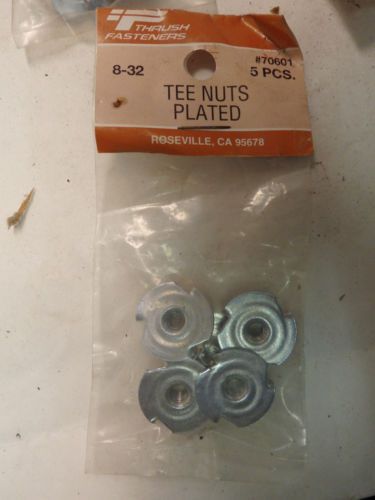 THRUSH
FASTENERS
#70601
8-32
5 PCS.
TEE NUTS
PLATED
ROSEVILLE, CA 95678